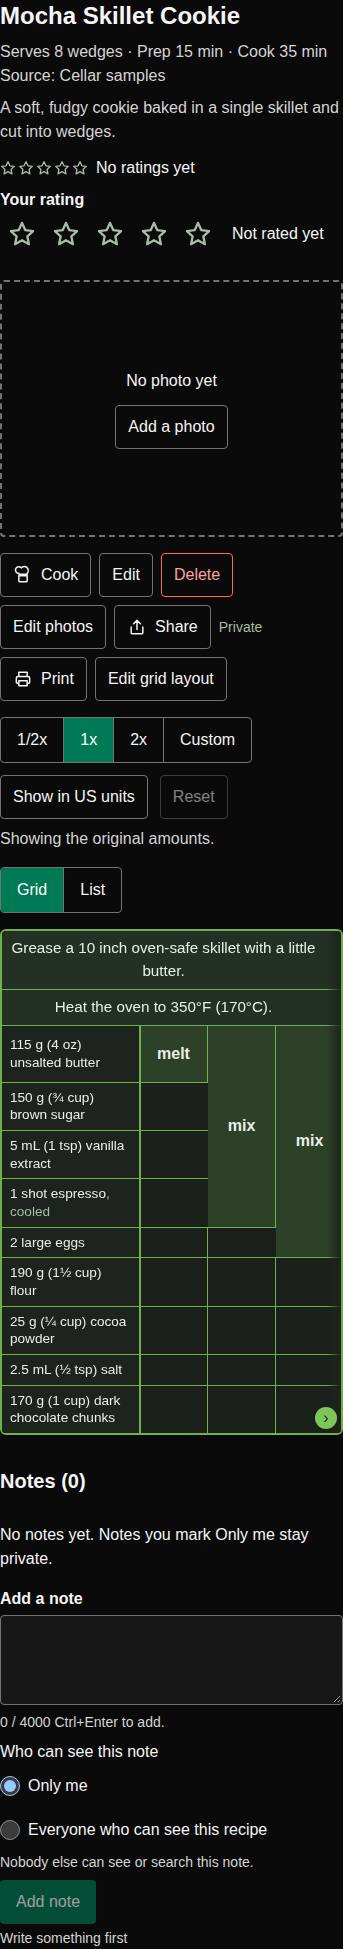 Mocha Skillet Cookie
Serves 8 wedges · Prep 15 min · Cook 35 min
Source: Cellar samples
A soft, fudgy cookie baked in a single skillet and
cut into wedges.
No ratings yet
Your rating
Not rated yet
No photo yet
Add a photo
Cook Edit Delete
Edit photos Share Private
Print Edit grid layout
1/2x 1x 2x Custom
Show in US units Reset
Showing the original amounts.
Grid List
Grease a 10 inch oven-safe skillet with a little
butter.
Heat the oven to 350°F (170°C).
115 g (4 oz)
unsalted butter
melt
150 g (¾ cup)
brown sugar
mix
mix
5 mL (1 tsp) vanilla
extract
1 shot espresso,
cooled
2 large eggs
190 g (1½ cup)
flour
25 g (¼ cup) cocoa
powder
2.5 mL (½ tsp) salt
170 g (1 cup) dark
chocolate chunks
›
Notes (0)
No notes yet. Notes you mark Only me stay
private.
Add a note
0 / 4000 Ctrl+Enter to add.
Who can see this note
Only me
Everyone who can see this recipe
Nobody else can see or search this note.
Add note
Write something first